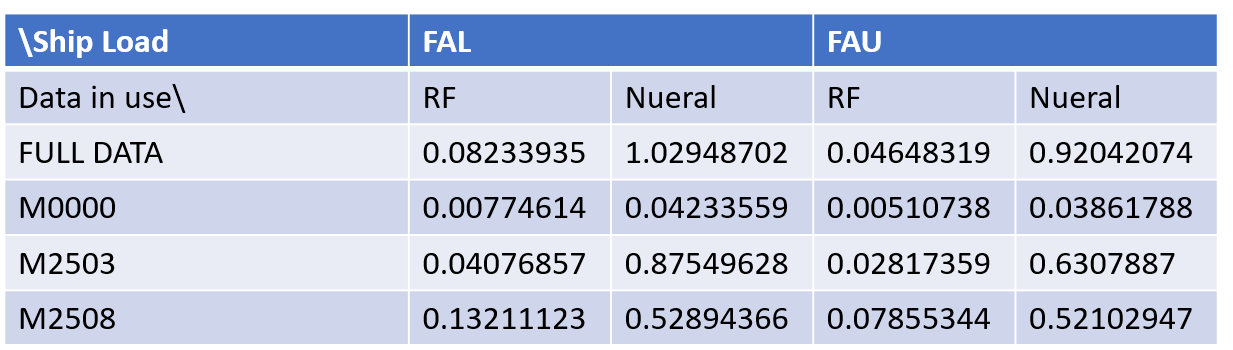 \Ship Load FAL FAU
Data in use\ RF Nueral RF Nueral
FULL DATA 0.08233935 1.02948702 0.04648319 0.92042074
M0000 0.00774614 0.04233559 0.00510738 0.03861788
M2503 0.04076857 0.87549628 0.02817359 0.6307887
M2508 0.13211123 0.52894366 0.07855344 0.52102947